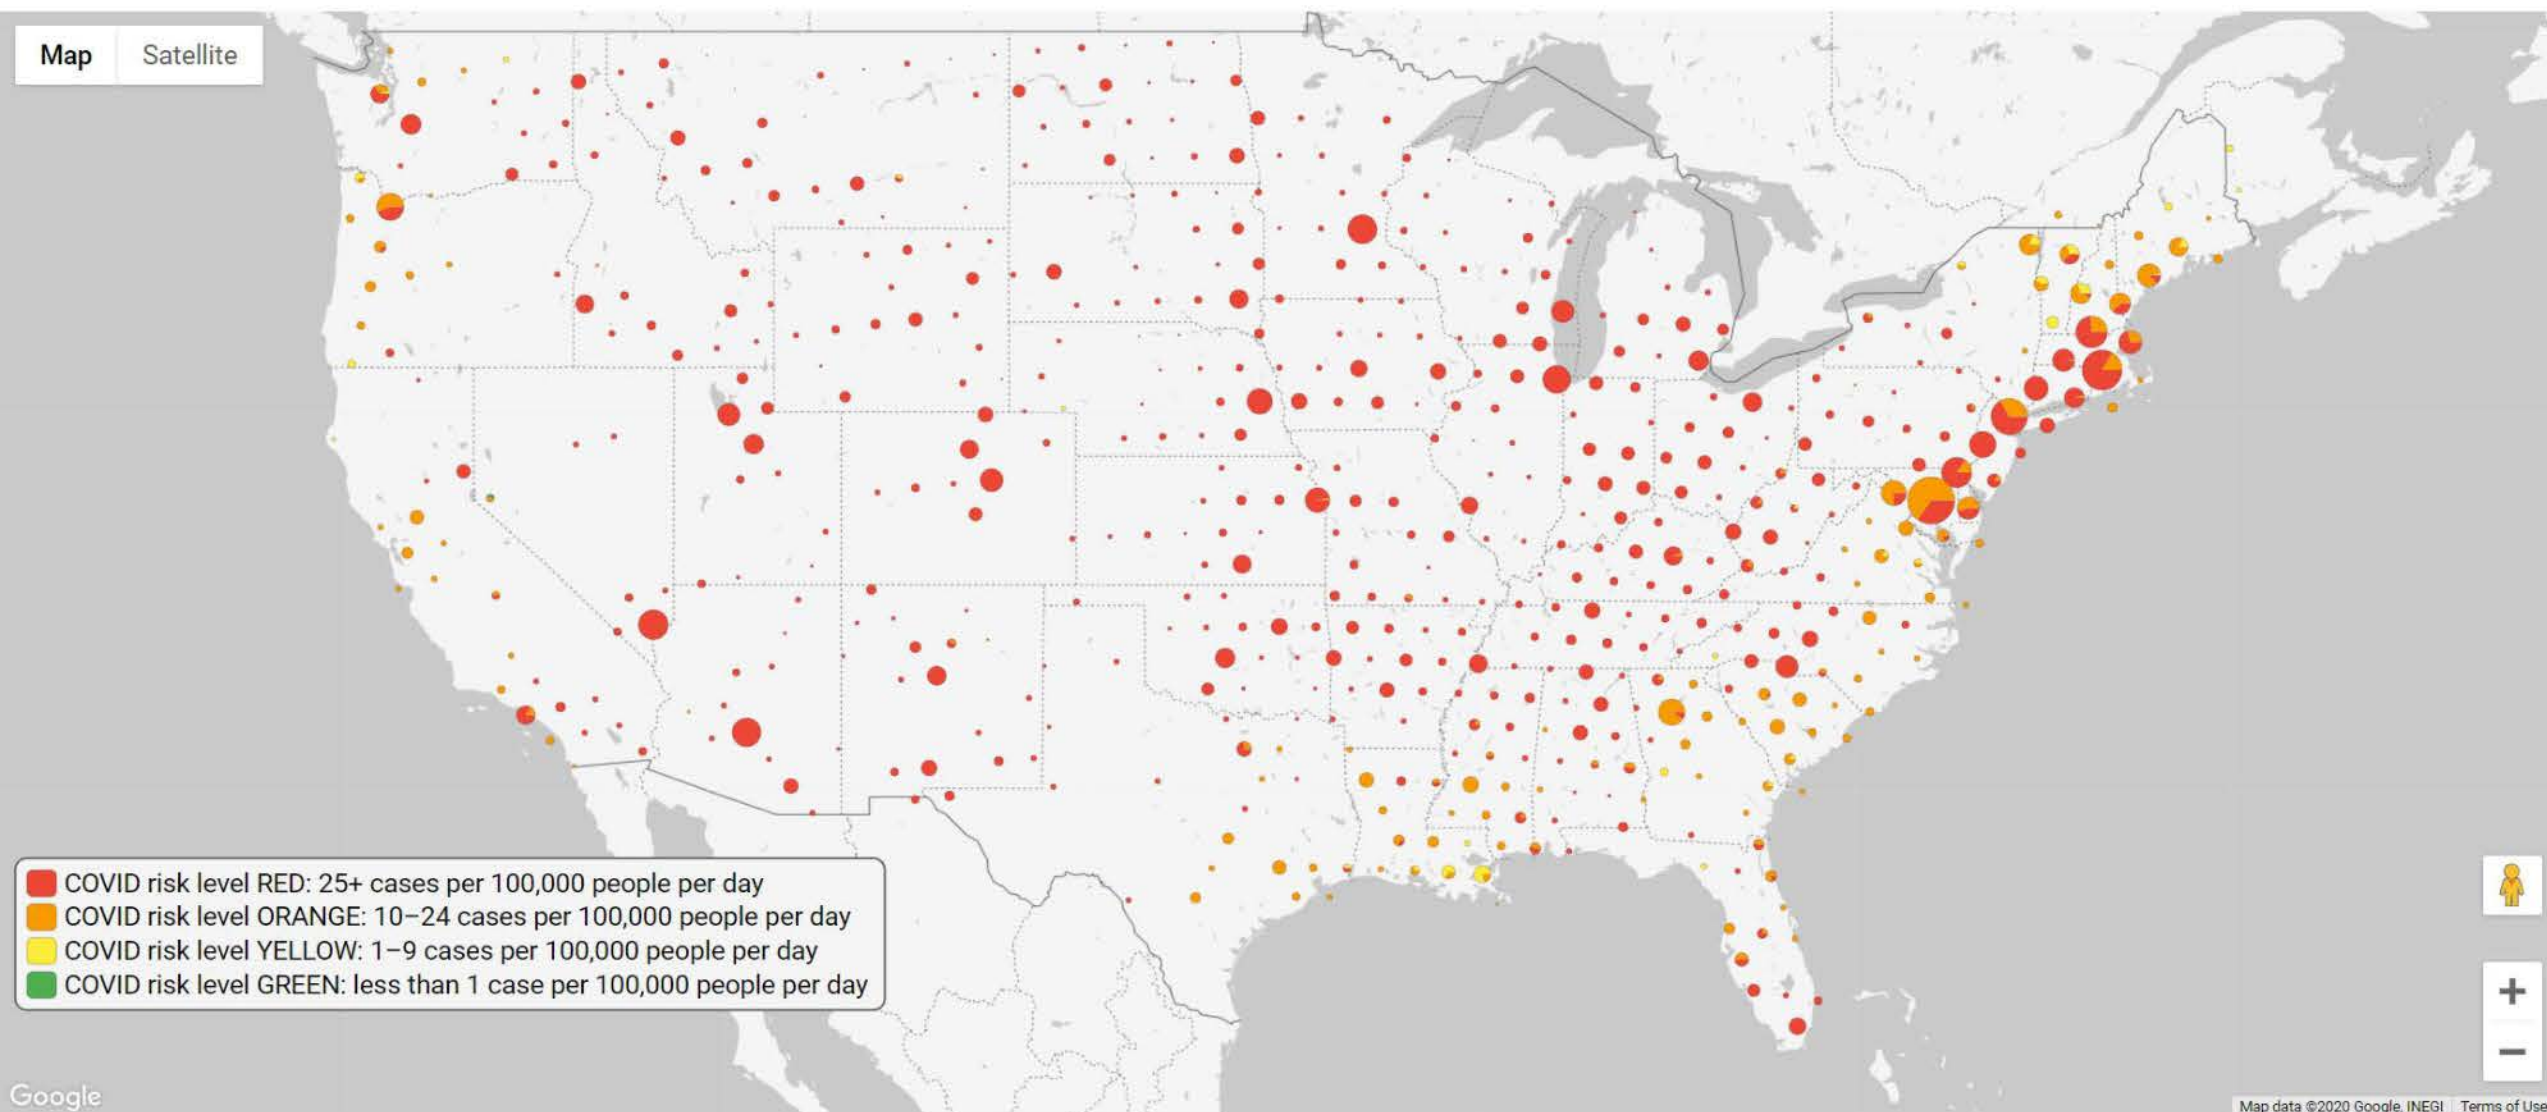 Map Satellite
COVID risk level RED: 25+ cases per 100,000 people per day
COVID risk level ORANGE: 10–24 cases per 100,000 people per day
COVID risk level YELLOW: 1–9 cases per 100,000 people per day
COVID risk level GREEN: less than 1 case per 100,000 people per day
+
−
Google
Map data ©2020 Google, INEGI Terms of Use